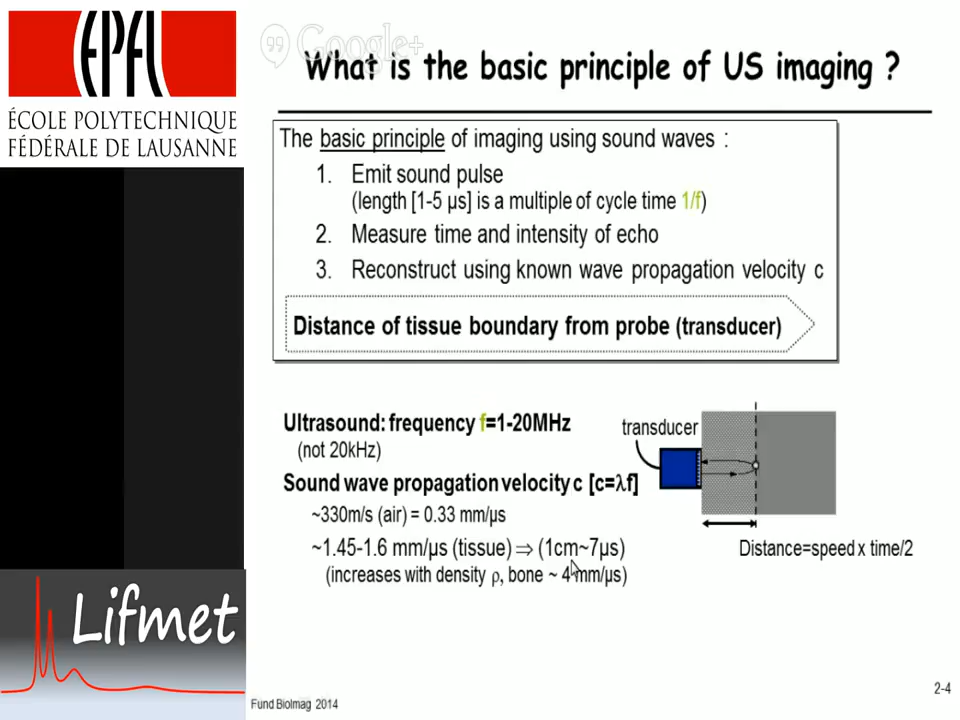 EPFL
ÉCOLE POLYTECHNIQUE
FÉDÉRALE DE LAUSANNE
Google+
What is the basic principle of US imaging ?
The basic principle of imaging using sound waves :
1. Emit sound pulse
(length [1-5 µs] is a multiple of cycle time 1/f)
2. Measure time and intensity of echo
3. Reconstruct using known wave propagation velocity c
Distance of tissue boundary from probe (transducer)
Ultrasound: frequency f=1-20MHz
(not 20kHz)
Sound wave propagation velocity c [c=λf]
~330m/s (air) = 0.33 mm/µs
~1.45-1.6 mm/µs (tissue) ⇒ (1cm~7µs)
(increases with density ρ, bone ~ 4 mm/µs)
transducer
Distance=speed x time/2
Lifmet
Fund BioImag 2014
2-4